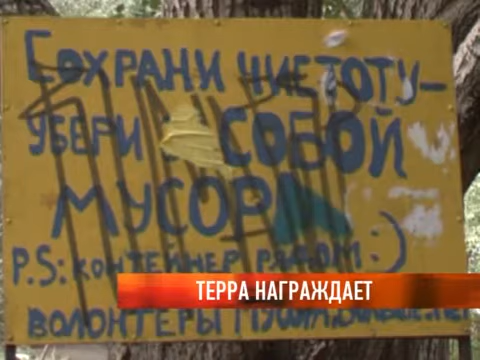 СОХРАНИ ЧИСТОТУ-
УБЕРИ СОБОЙ
МУСОР
P.S: КОНТЕЙНЕР РЯДОМ :)
ТЕРРА НАГРАЖДАЕТ
ВОЛОНТЕРЫ